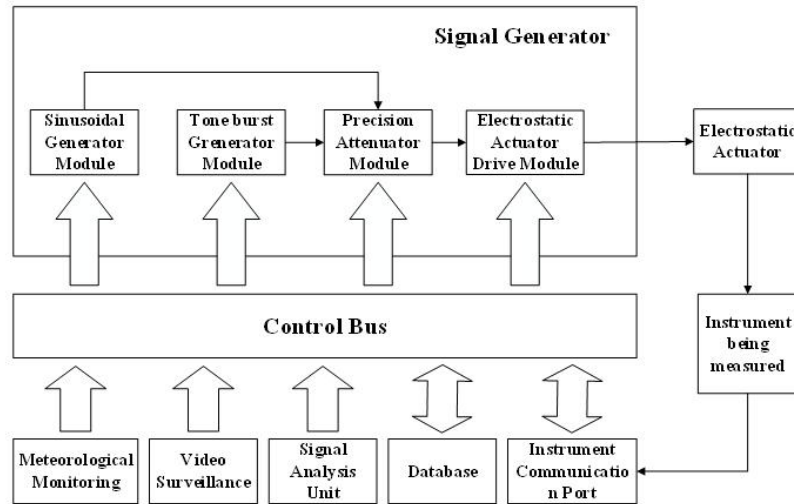 Signal Generator
Sinusoidal
Generator
Module
Tone burst
Grenerator
Module
Precision
Attenuator
Module
Electrostatic
Actuator
Drive Module
Electrostatic
Actuator
Control Bus
Instrument
being
measured
Meteorological
Monitoring
Video
Surveillance
Signal
Analysis
Unit
Database
Instrument
Communicatio
n Port